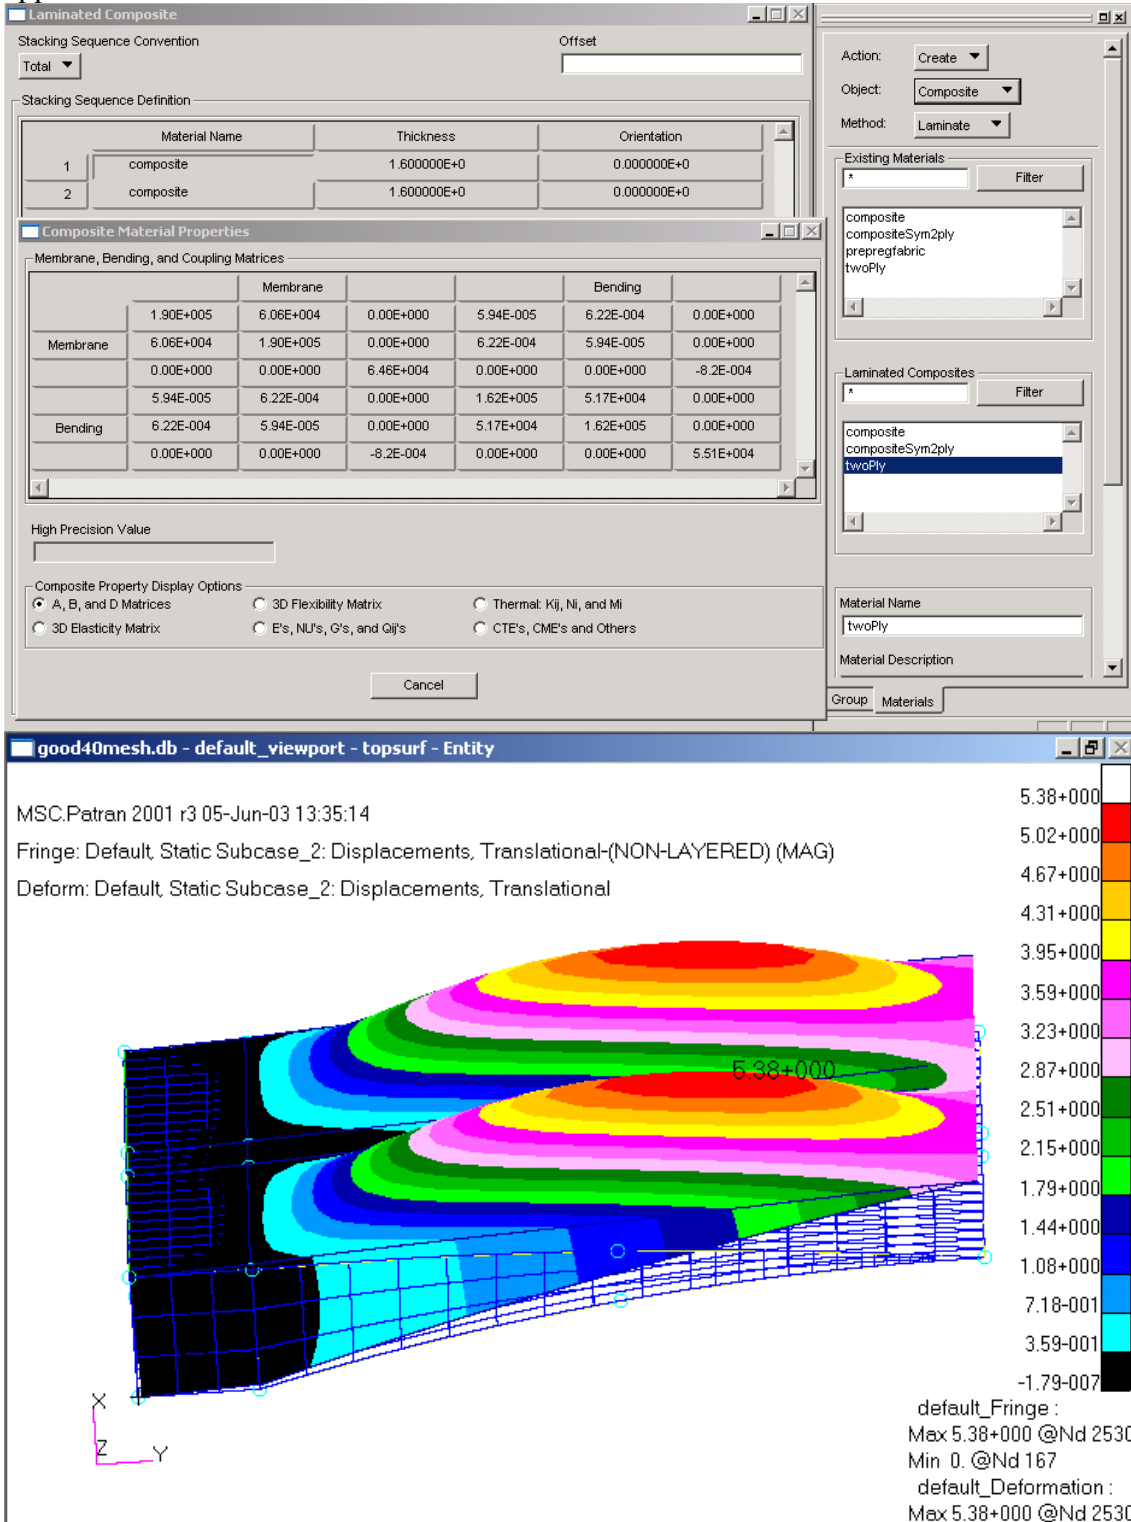 Laminated Composite
Stacking Sequence Convention
Offset
Total
Stacking Sequence Definition
Material Name Thickness Orientation
1 composite 1.600000E+0 0.000000E+0
2 composite 1.600000E+0 0.000000E+0
Composite Material Properties
Membrane, Bending, and Coupling Matrices
Membrane Bending
1.90E+005 6.06E+004 0.00E+000 5.94E-005 6.22E-004 0.00E+000
Membrane 6.06E+004 1.90E+005 0.00E+000 6.22E-004 5.94E-005 0.00E+000
0.00E+000 0.00E+000 6.46E+004 0.00E+000 0.00E+000 -8.2E-004
5.94E-005 6.22E-004 0.00E+000 1.62E+005 5.17E+004 0.00E+000
Bending 6.22E-004 5.94E-005 0.00E+000 5.17E+004 1.62E+005 0.00E+000
0.00E+000 0.00E+000 -8.2E-004 0.00E+000 0.00E+000 5.51E+004
High Precision Value
Composite Property Display Options
A, B, and D Matrices 3D Flexibility Matrix Thermal: Kij, Ni, and Mi
3D Elasticity Matrix E's, NU's, G's, and Qij's CTE's, CME's and Others
Cancel
Action: Create
Object: Composite
Method: Laminate
Existing Materials
* Filter
composite
compositeSym2ply
prepregfabric
twoPly
Laminated Composites
* Filter
composite
compositeSym2ply
twoPly
Material Name
twoPly
Material Description
Group Materials
good40mesh.db - default_viewport - topsurf - Entity
MSC.Patran 2001 r3 05-Jun-03 13:35:14
Fringe: Default, Static Subcase_2: Displacements, Translational-(NON-LAYERED) (MAG)
Deform: Default, Static Subcase_2: Displacements, Translational
5.38+000
5.02+000
4.67+000
4.31+000
3.95+000
3.59+000
3.23+000
2.87+000
2.51+000
2.15+000
1.79+000
1.44+000
1.08+000
7.18-001
3.59-001
-1.79-007
5.38+000
X
Z
Y
default_Fringe :
Max 5.38+000 @Nd 2530
Min 0. @Nd 167
default_Deformation :
Max 5.38+000 @Nd 2530